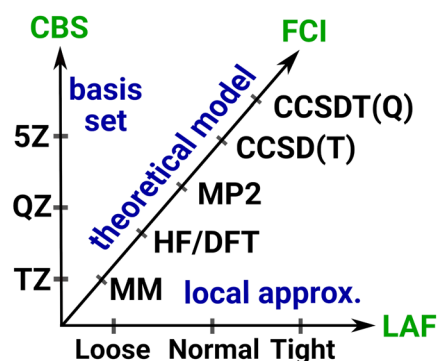 CBS
FCI
basis
set
theoretical model
CCSDT(Q)
5Z
CCSD(T)
QZ
MP2
HF/DFT
TZ
MM
local approx.
LAF
Loose
Normal
Tight